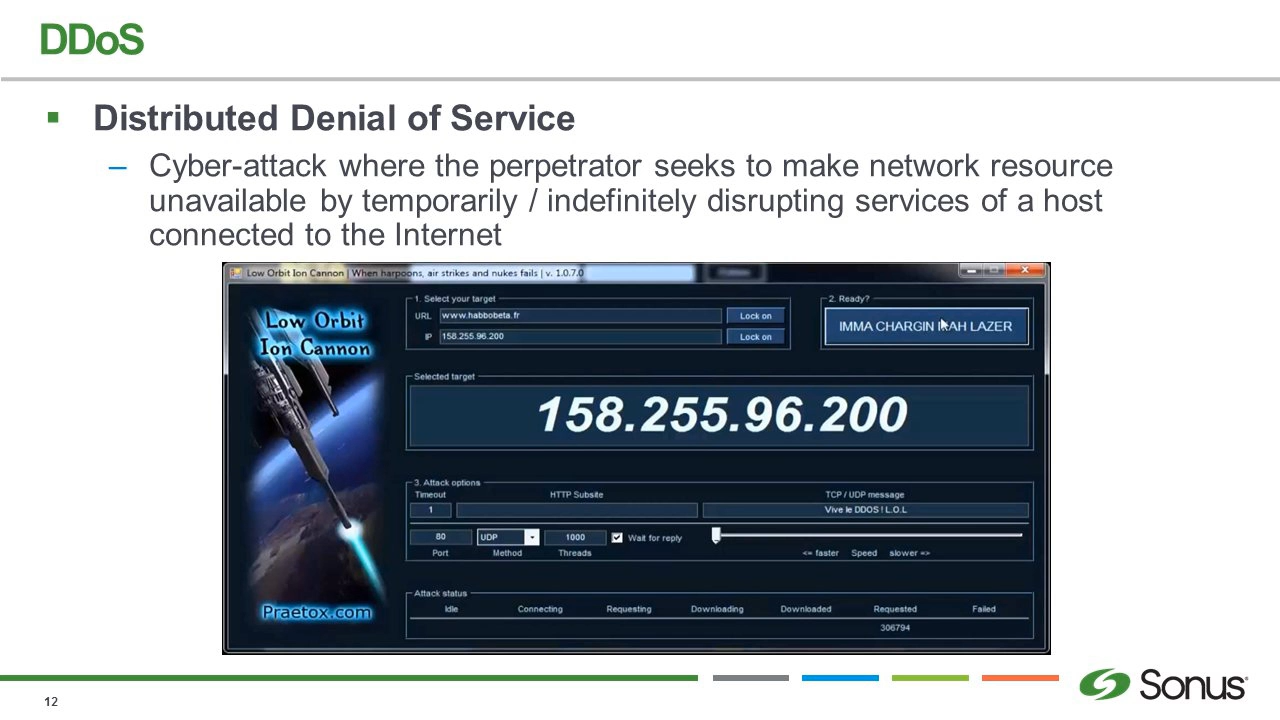 DDoS
▪ Distributed Denial of Service
– Cyber-attack where the perpetrator seeks to make network resource
unavailable by temporarily / indefinitely disrupting services of a host
connected to the Internet
Low Orbit Ion Cannon | When harpoons, air strikes and nukes fails | v. 1.0.7.0
Low Orbit
Ion Cannon
Praetox.com
1. Select your target
URL www.habbobeta.fr Lock on
IP 158.255.96.200 Lock on
2. Ready?
IMMA CHARGIN MAH LAZER
Selected target
158.255.96.200
3. Attack options
Timeout HTTP Subsite TCP / UDP message
1 Vive le DDOS ! L.O.L
80 UDP 1000 Wait for reply
Port Method Threads <= faster Speed slower =>
Attack status
Idle Connecting Requesting Downloading Downloaded Requested Failed
306794
12
Sonus